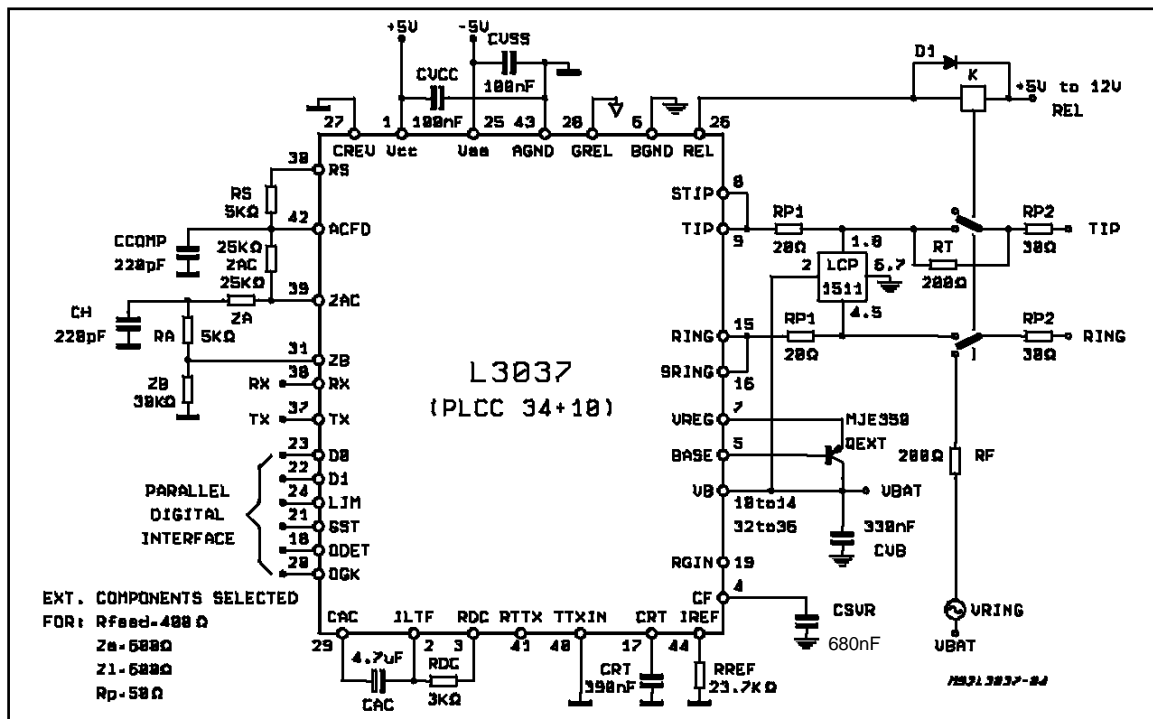 +5V
-5V
CVSS
100nF
CVCC
100nF
D1
K
+5V to 12V
REL
27
1
25
43
28
6
26
CREV
Vcc
Vss
AGND
GREL
BGND
REL
38
RS
RS
5KΩ
42
ACFD
CCOMP
220pF
25KΩ
ZAC
25KΩ
39
ZAC
CH
220pF
ZA
RA
5KΩ
31
ZB
ZB
30KΩ
RX
30
RX
TX
37
TX
PARALLEL
DIGITAL
INTERFACE
23
D0
22
D1
24
LIM
21
GST
18
ODET
20
OGK
L3037
(PLCC 34+10)
STIP
8
TIP
9
RP1
20Ω
1.8
2
LCP
1511
6.7
4.5
RT
200Ω
RP2
30Ω
TIP
RING
15
RP1
20Ω
RP2
30Ω
RING
SRING
16
VREG
7
MJE350
QEXT
BASE
5
200Ω
RF
VB
10to14
32to36
VBAT
330nF
CVB
RGIN
19
CF
4
CSVR
680nF
VRING
VBAT
EXT. COMPONENTS SELECTED
FOR: Rfeed=400Ω
Zs=600Ω
Zl=600Ω
Rp=50Ω
CAC
ILTF
RDC
RTTX
TTXIN
CRT
IREF
29
2
3
41
40
17
44
4.7uF
CAC
RDC
3KΩ
CRT
390nF
RREF
23.7KΩ
M93L3037-04